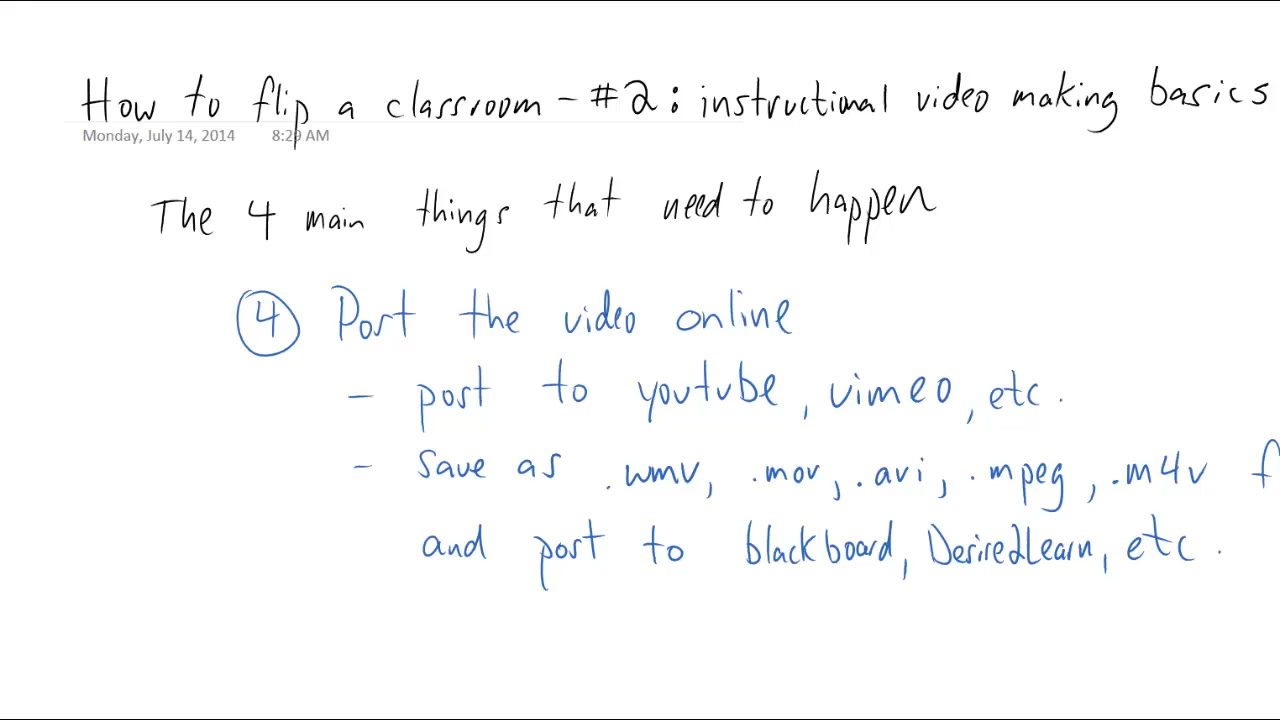 How to flip a classroom - #2: instructional video making basics
Monday, July 14, 2014 8:29 AM
The 4 main things that need to happen
4 Post the video online
- post to youtube, vimeo, etc.
- save as .wmv, .mov, .avi, .mpeg, .m4v f
and post to blackboard, Desire2Learn, etc.